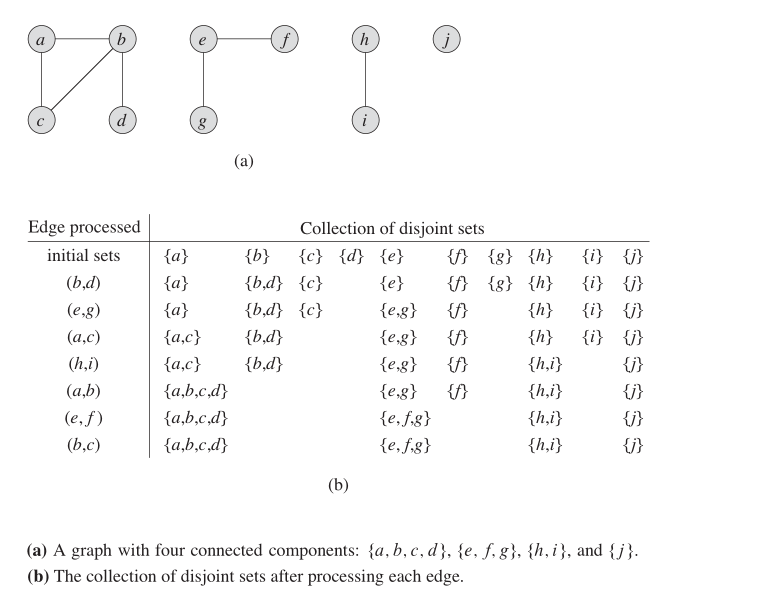 a b e f h j
c d g i
(a)
Edge processed Collection of disjoint sets
initial sets {a} {b} {c} {d} {e} {f} {g} {h} {i} {j}
(b,d) {a} {b,d} {c} {e} {f} {g} {h} {i} {j}
(e,g) {a} {b,d} {c} {e,g} {f} {h} {i} {j}
(a,c) {a,c} {b,d} {e,g} {f} {h} {i} {j}
(h,i) {a,c} {b,d} {e,g} {f} {h,i} {j}
(a,b) {a,b,c,d} {e,g} {f} {h,i} {j}
(e, f) {a,b,c,d} {e, f,g} {h,i} {j}
(b,c) {a,b,c,d} {e, f,g} {h,i} {j}
(b)
(a) A graph with four connected components: {a, b, c, d}, {e, f, g}, {h, i}, and {j}.
(b) The collection of disjoint sets after processing each edge.